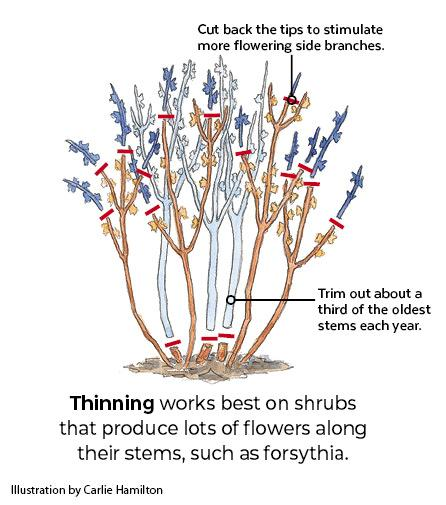 Cut back the tips to stimulate
more flowering side branches.
Trim out about a
third of the oldest
stems each year.
Thinning works best on shrubs
that produce lots of flowers along
their stems, such as forsythia.
Illustration by Carlie Hamilton